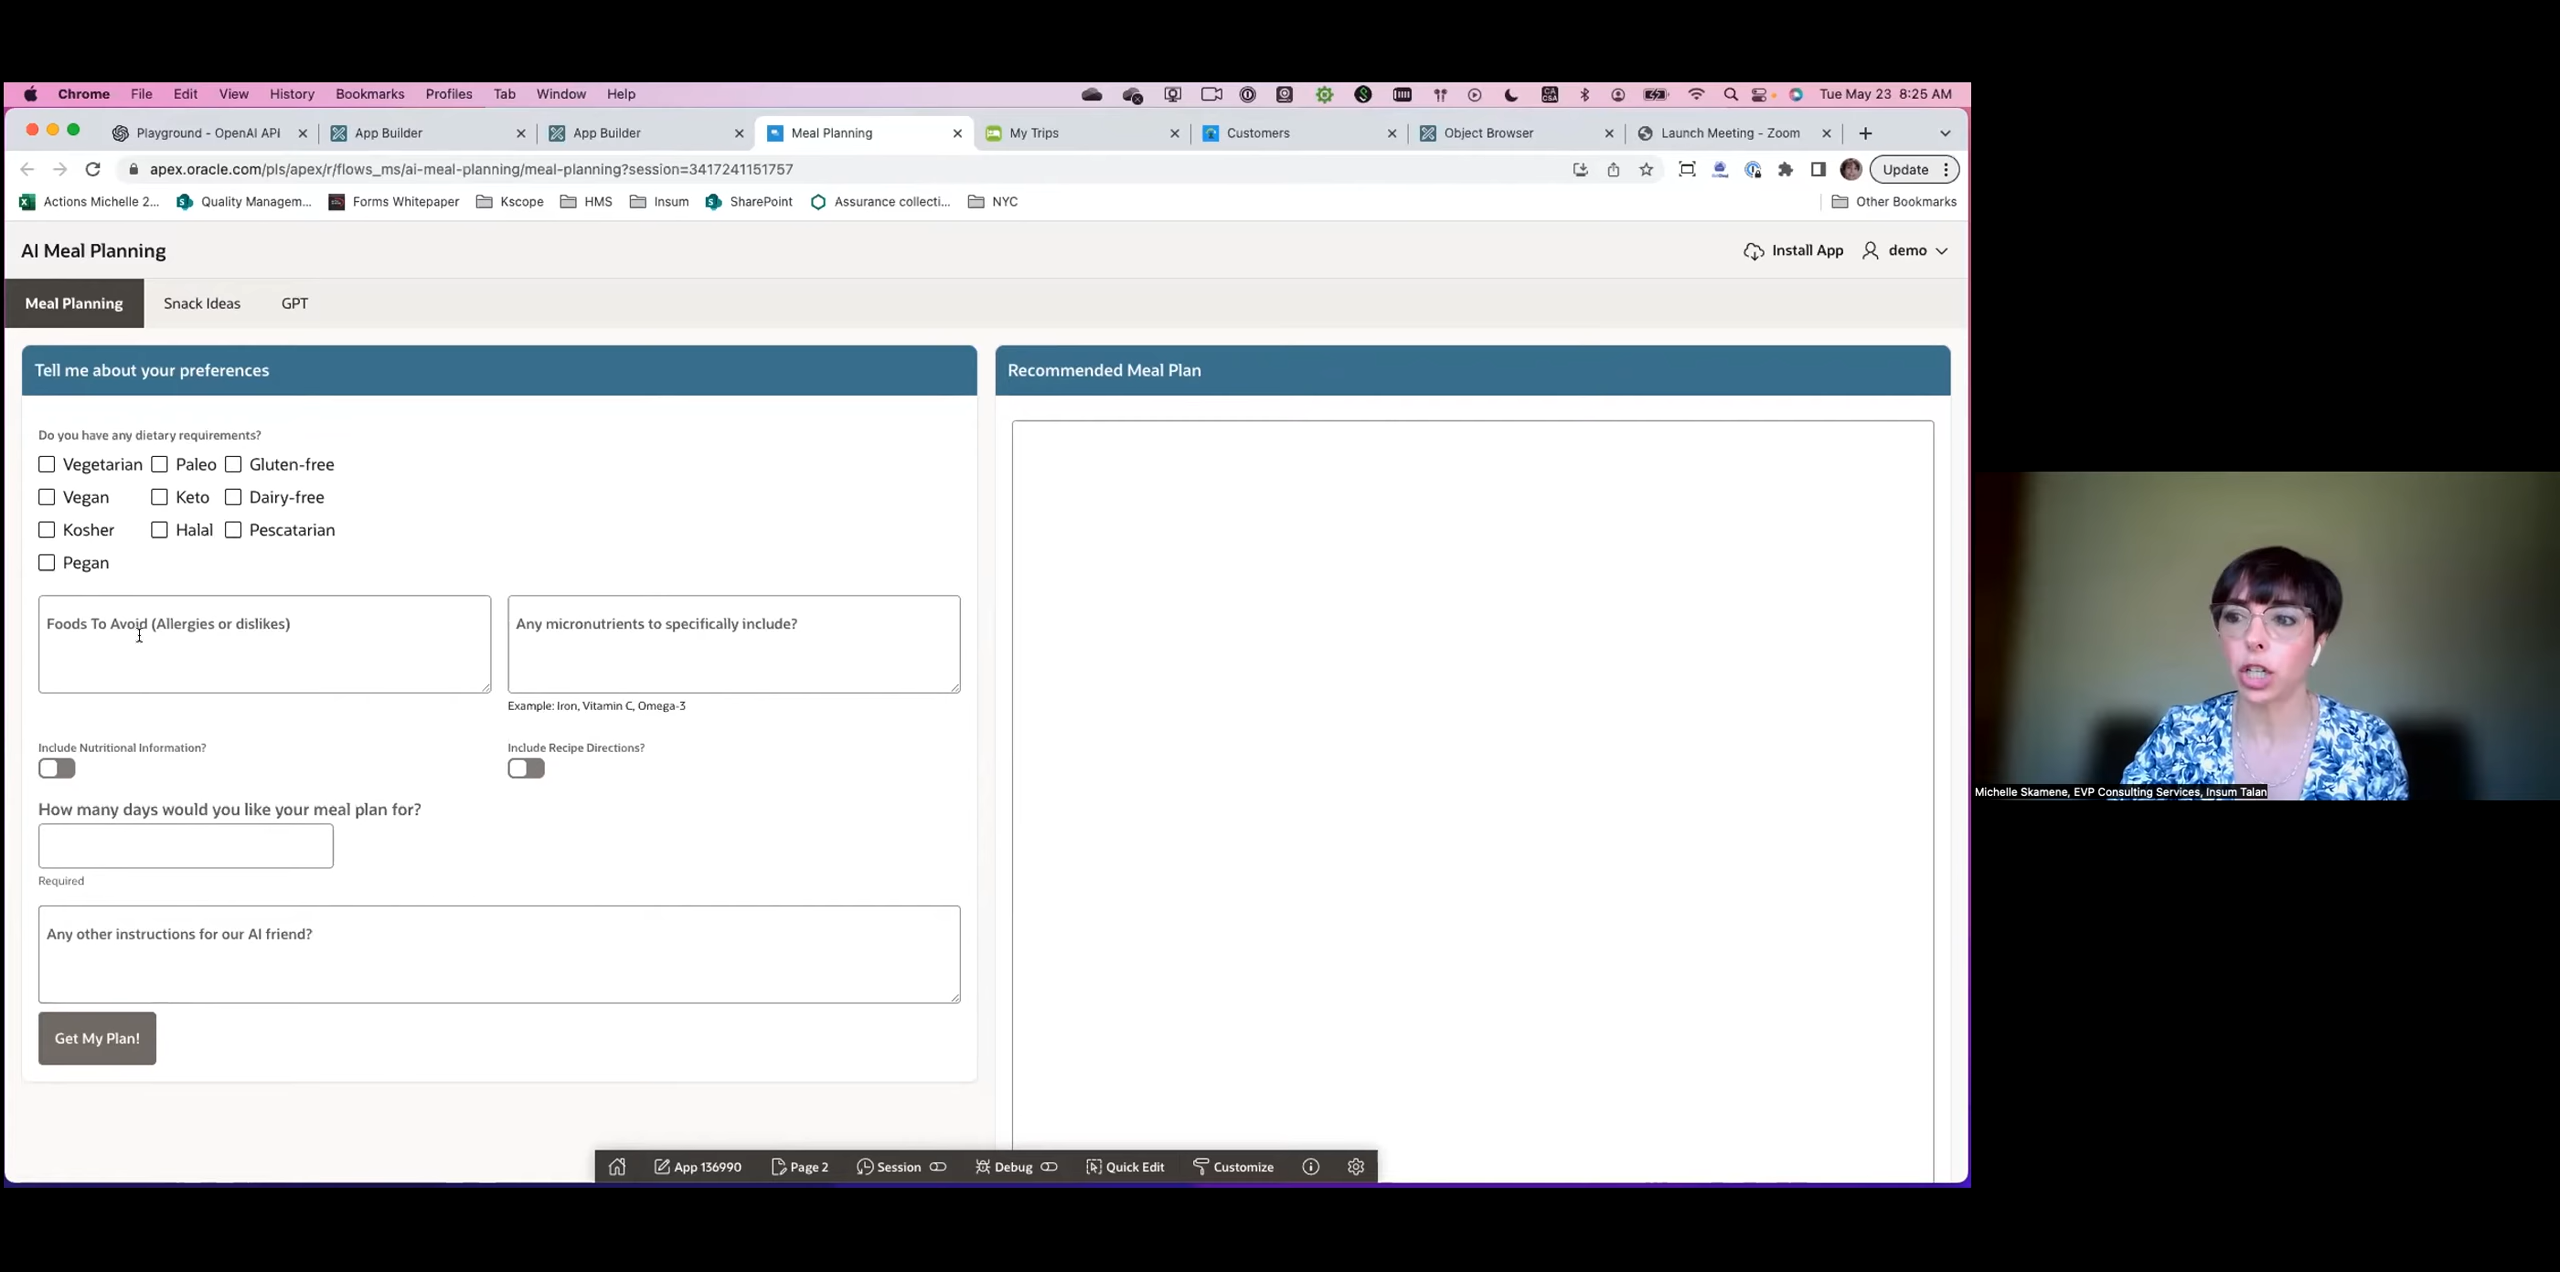 Chrome File Edit View History Bookmarks Profiles Tab Window Help Tue May 23 8:25 AM
Playground - OpenAI API App Builder App Builder Meal Planning My Trips Customers Object Browser Launch Meeting - Zoom
apex.oracle.com/pls/apex/r/flows_ms/ai-meal-planning/meal-planning?session=3417241151757 Update
Actions Michelle 2... Quality Managem... Forms Whitepaper Kscope HMS Insum SharePoint Assurance collecti... NYC Other Bookmarks
AI Meal Planning Install App demo
Meal Planning Snack Ideas GPT
Tell me about your preferences
Recommended Meal Plan
Do you have any dietary requirements?
Vegetarian Paleo Gluten-free
Vegan Keto Dairy-free
Kosher Halal Pescatarian
Pegan
Foods To Avoid (Allergies or dislikes) Any micronutrients to specifically include?
Example: Iron, Vitamin C, Omega-3
Include Nutritional Information? Include Recipe Directions?
How many days would you like your meal plan for?
Required
Any other instructions for our AI friend?
Get My Plan!
App 136990 Page 2 Session Debug Quick Edit Customize
Michelle Skamene, EVP Consulting Services, Insum Talan